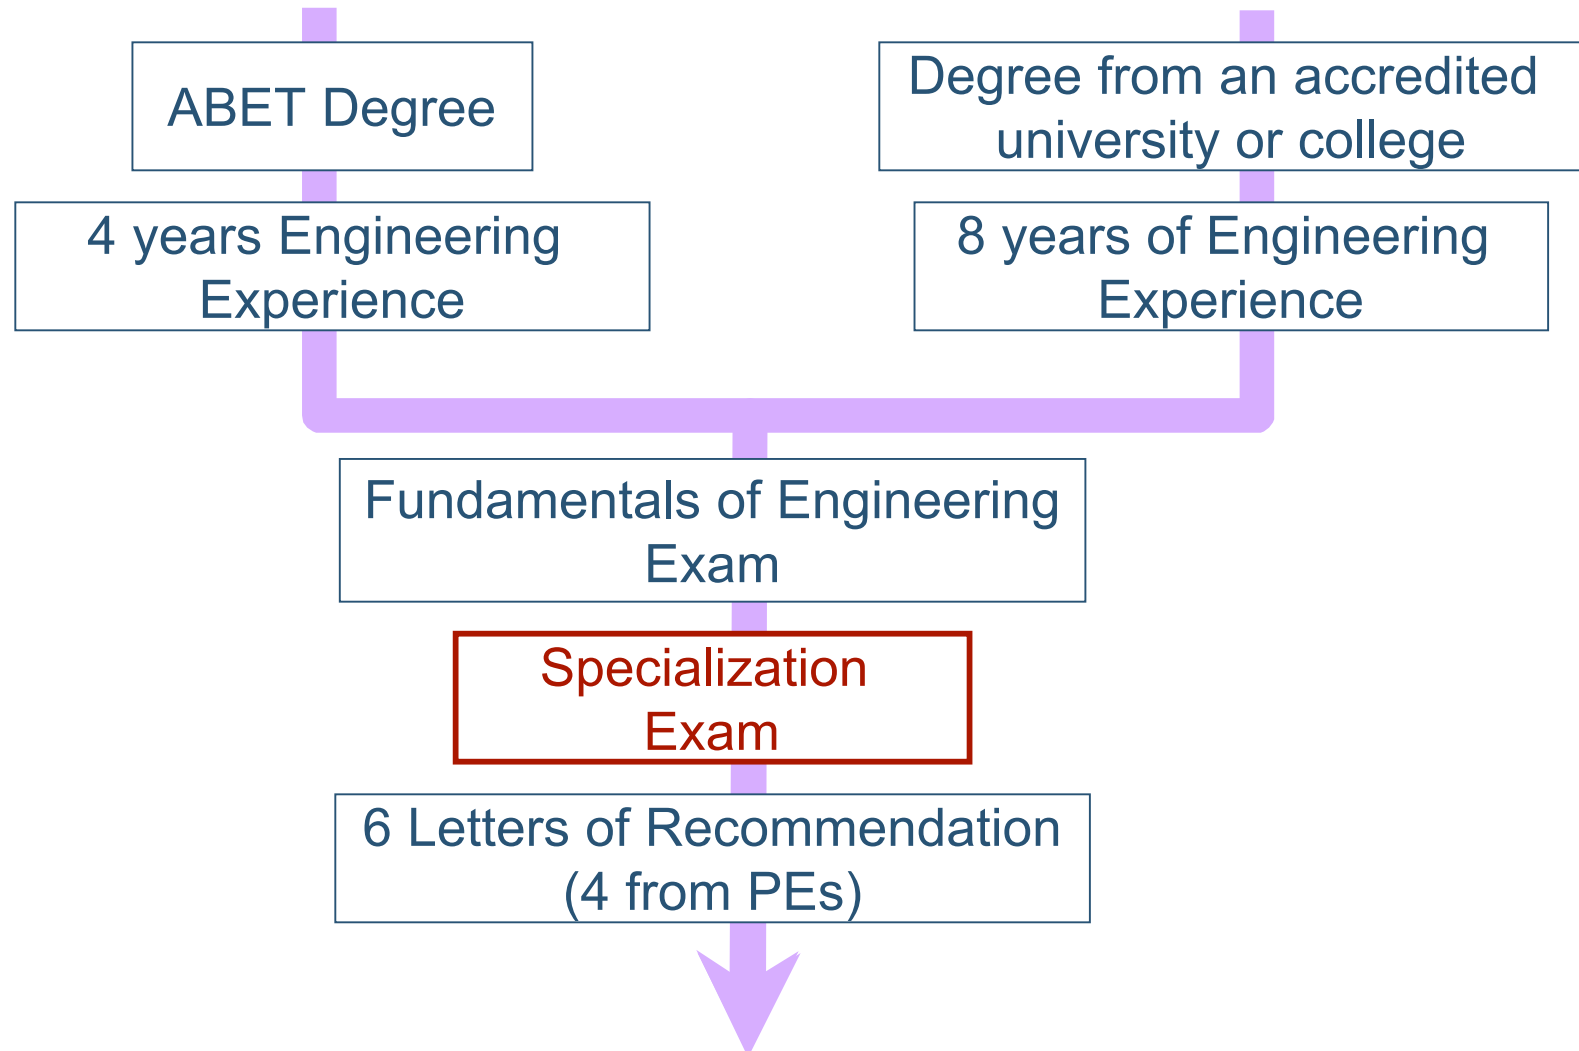 ABET Degree
Degree from an accredited
university or college
4 years Engineering
Experience
8 years of Engineering
Experience
Fundamentals of Engineering
Exam
Specialization
Exam
6 Letters of Recommendation
(4 from PEs)